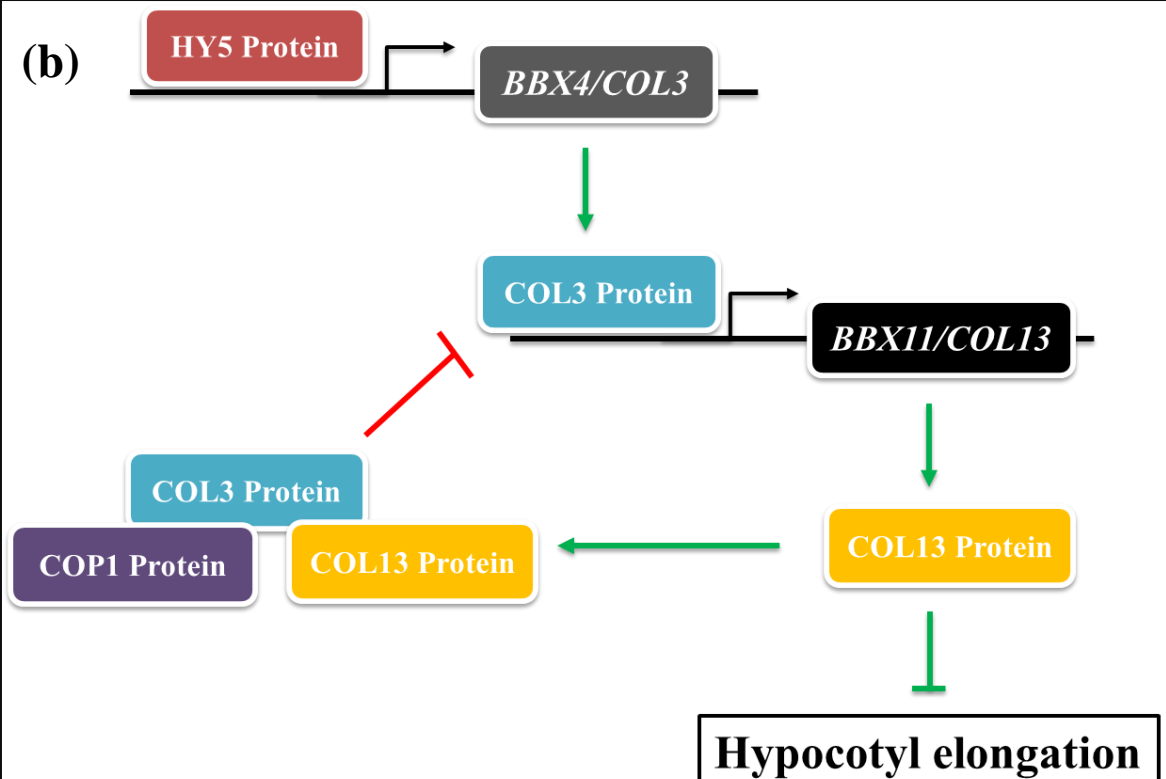 (b)
HY5 Protein
BBX4/COL3
COL3 Protein
BBX11/COL13
COL3 Protein
COP1 Protein
COL13 Protein
COL13 Protein
Hypocotyl elongation